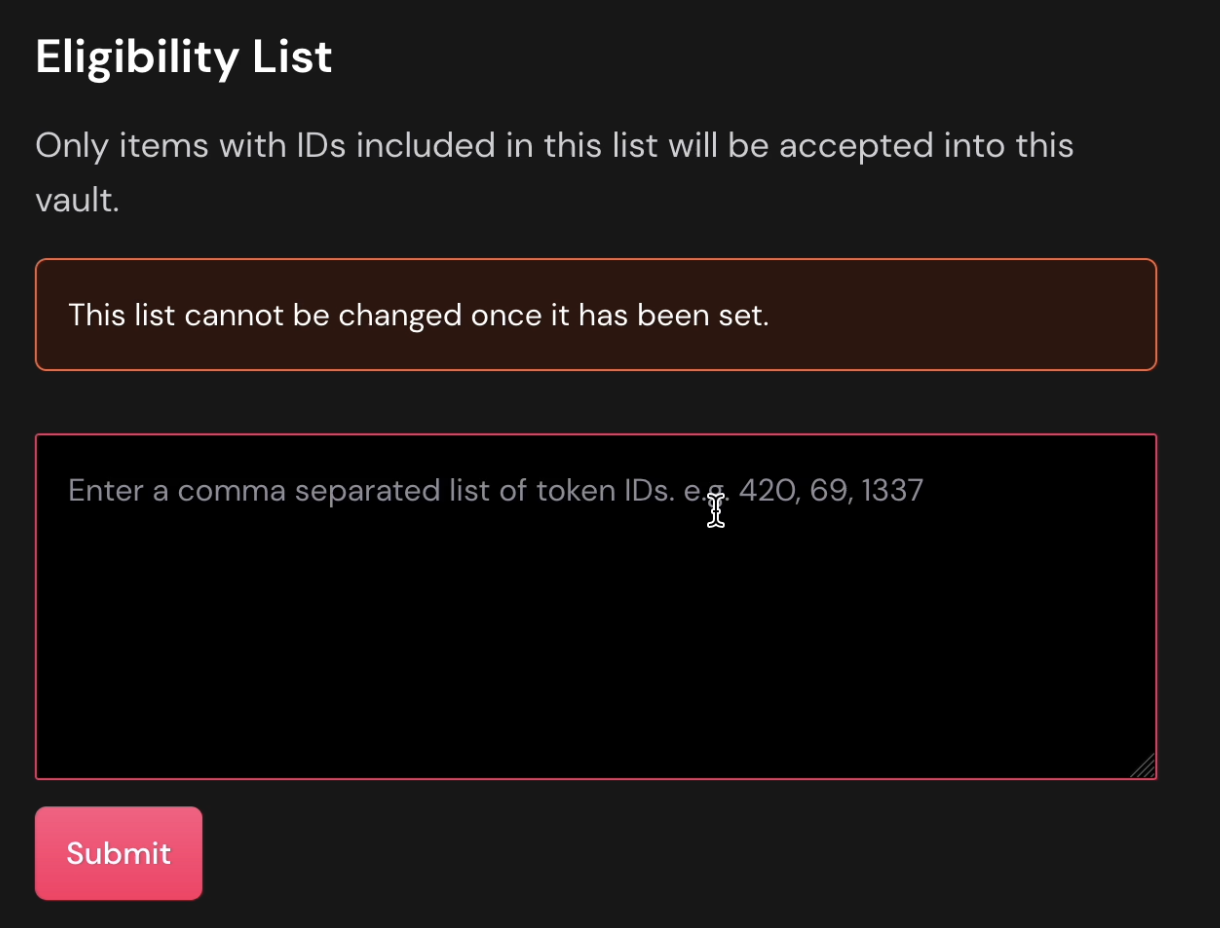 Eligibility List
Only items with IDs included in this list will be accepted into this
vault.
This list cannot be changed once it has been set.
Enter a comma separated list of token IDs. e.g. 420, 69, 1337
Submit